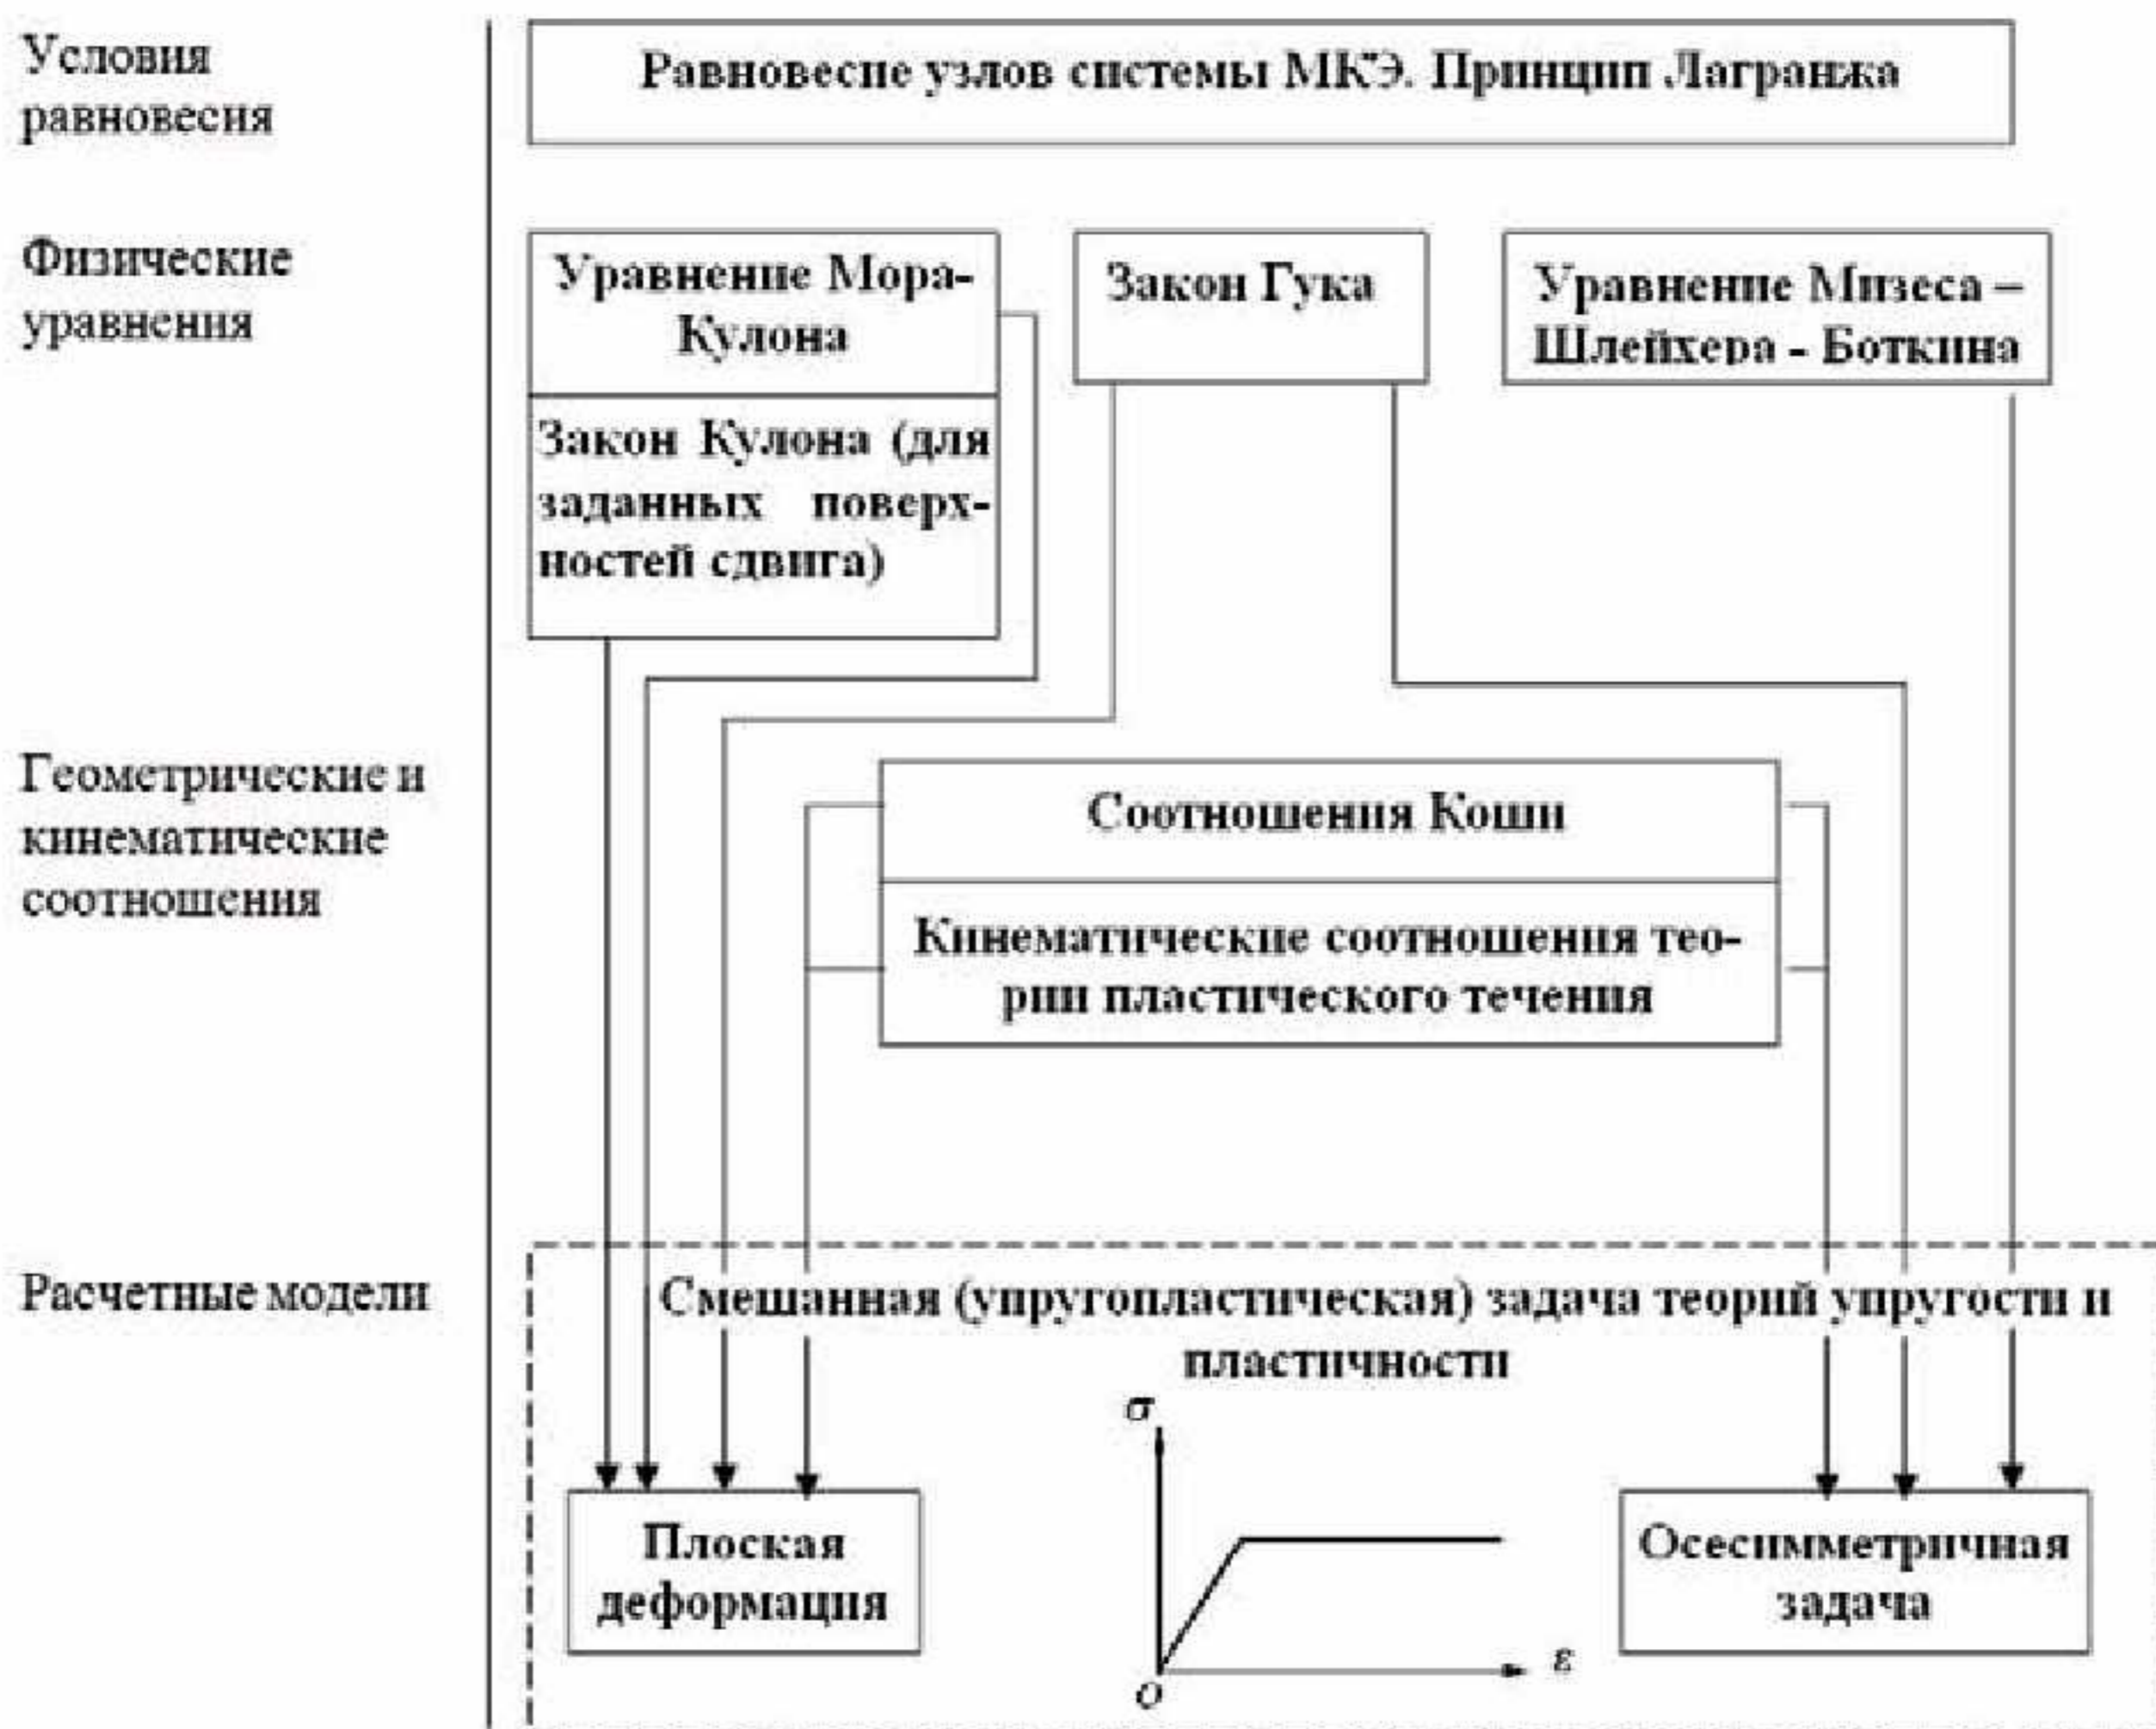 Условия
равновесия
Равновесие узлов системы МКЭ. Принцип Лагранжа
Физические
уравнения
Уравнение Мора-
Кулона
Закон Кулона (для
заданных поверх-
ностей сдвига)
Закон Гука
Уравнение Мизеса –
Шлейхера - Боткина
Геометрические и
кинематические
соотношения
Соотношения Коши
Кинематические соотношения тео-
рии пластического течения
Расчетные модели
Смешанная (упругопластическая) задача теорий упругости и
пластичности
σ
ε
O
Плоская
деформация
Осесимметричная
задача